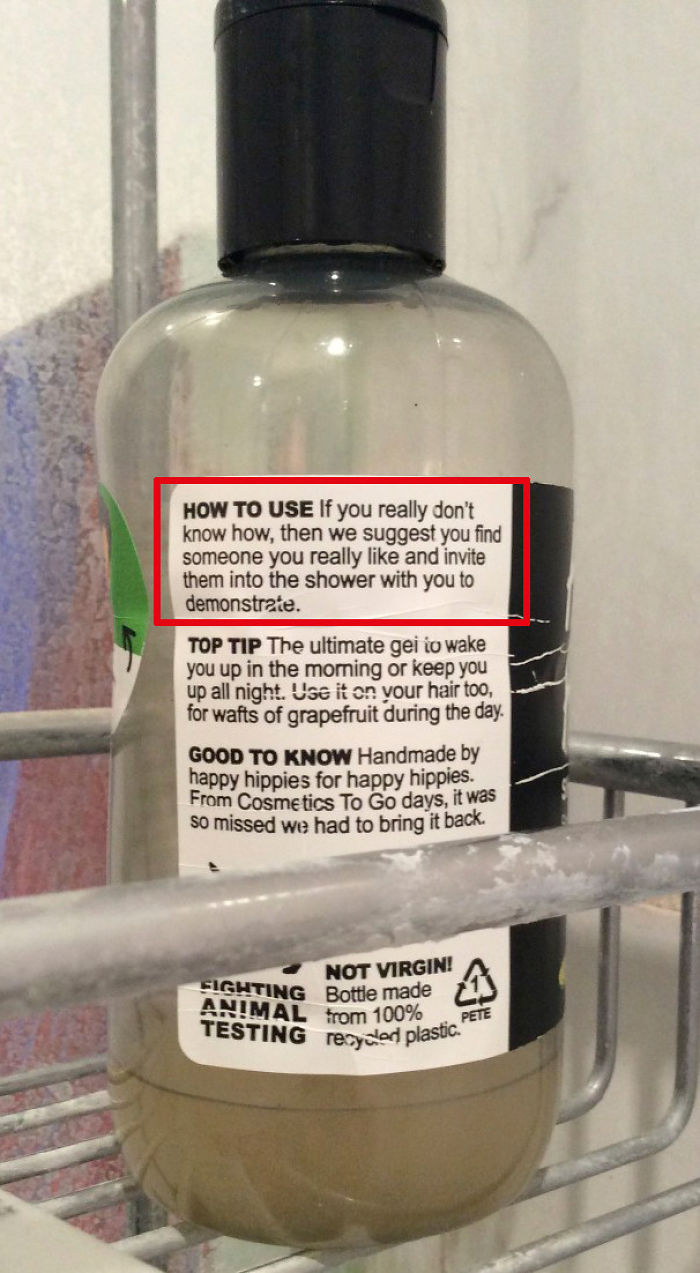 HOW TO USE If you really don't
know how, then we suggest you find
someone you really like and invite
them into the shower with you to
demonstrate.
TOP TIP The ultimate gel to wake
you up in the morning or keep you
up all night. Use it on your hair too,
for wafts of grapefruit during the day.
GOOD TO KNOW Handmade by
happy hippies for happy hippies.
From Cosmetics To Go days, it was
so missed we had to bring it back.
FIGHTING
ANIMAL
TESTING
NOT VIRGIN!
Bottle made
from 100%
recycled plastic.
1
PETE